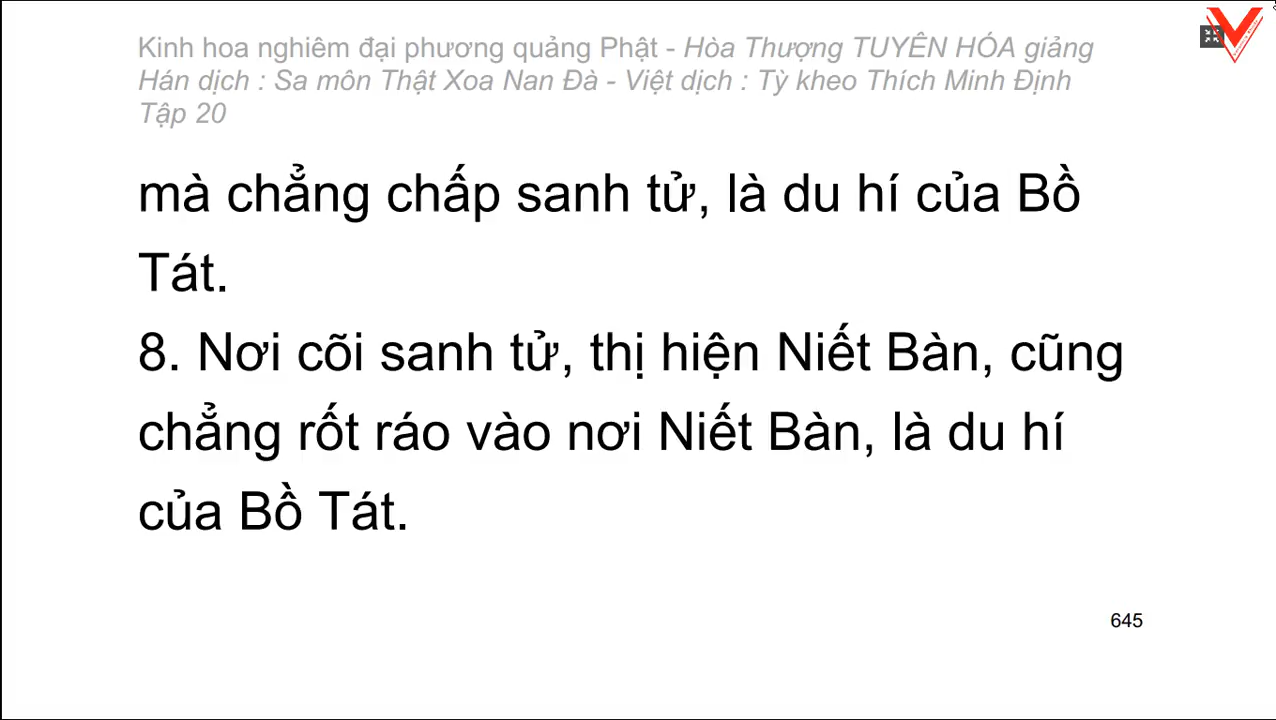 Kinh hoa nghiêm đại phương quảng Phật - Hòa Thượng TUYÊN HÓA giảng
Hán dịch : Sa môn Thật Xoa Nan Đà - Việt dịch : Tỳ kheo Thích Minh Định
Tập 20
mà chẳng chấp sanh tử, là du hí của Bồ
Tát.
8. Nơi cõi sanh tử, thị hiện Niết Bàn, cũng
chẳng rốt ráo vào nơi Niết Bàn, là du hí
của Bồ Tát.
645